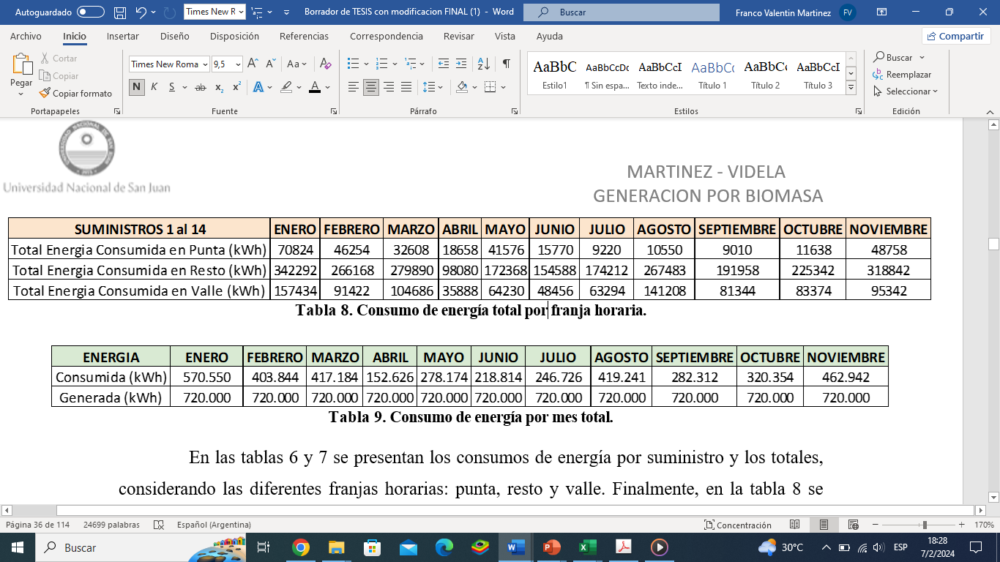 Autoguardado
Times New R
Borrador de TESIS con modificacion FINAL (1) - Word
Buscar
Franco Valentin Martinez
FV
Archivo Inicio Insertar Diseño Disposición Referencias Correspondencia Revisar Vista Ayuda
Compartir
Pegar
Cortar
Copiar
Copiar formato
Portapapeles
Times New Roma 9,5
Aa
N K S ab x₂ x² A A
Fuente
Párrafo
AaBbC AaBbCcDc AaBbCcI AaBbC AaBbC AaBbCcI
Estilo1 ¶ Sin espa... Texto inde... Título 1 Título 2 Título 3
Estilos
Buscar
Reemplazar
Seleccionar
Edición
UNIVERSIDAD NACIONAL DE SAN JUAN
Universidad Nacional de San Juan
MARTINEZ - VIDELA
GENERACION POR BIOMASA
SUMINISTROS 1 al 14 ENERO FEBRERO MARZO ABRIL MAYO JUNIO JULIO AGOSTO SEPTIEMBRE OCTUBRE NOVIEMBRE
Total Energia Consumida en Punta (kWh) 70824 46254 32608 18658 41576 15770 9220 10550 9010 11638 48758
Total Energia Consumida en Resto (kWh) 342292 266168 279890 98080 172368 154588 174212 267483 191958 225342 318842
Total Energia Consumida en Valle (kWh) 157434 91422 104686 35888 64230 48456 63294 141208 81344 83374 95342
Tabla 8. Consumo de energía total por franja horaria.
ENERGIA ENERO FEBRERO MARZO ABRIL MAYO JUNIO JULIO AGOSTO SEPTIEMBRE OCTUBRE NOVIEMBRE
Consumida (kWh) 570.550 403.844 417.184 152.626 278.174 218.814 246.726 419.241 282.312 320.354 462.942
Generada (kWh) 720.000 720.000 720.000 720.000 720.000 720.000 720.000 720.000 720.000 720.000 720.000
Tabla 9. Consumo de energía por mes total.
En las tablas 6 y 7 se presentan los consumos de energía por suministro y los totales,
considerando las diferentes franjas horarias: punta, resto y valle. Finalmente, en la tabla 8 se
Página 36 de 114 24699 palabras Español (Argentina) Concentración 170%
Buscar
30°C ESP 18:28
7/2/2024